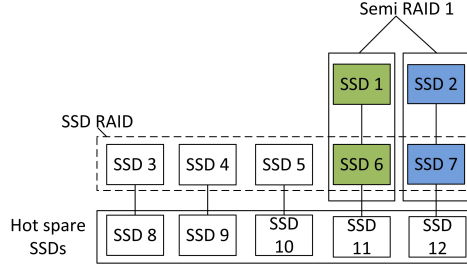 Semi RAID 1
SSD 1
SSD 2
SSD RAID
SSD 3
SSD 4
SSD 5
SSD 6
SSD 7
Hot spare
SSDs
SSD 8
SSD 9
SSD
10
SSD
11
SSD
12